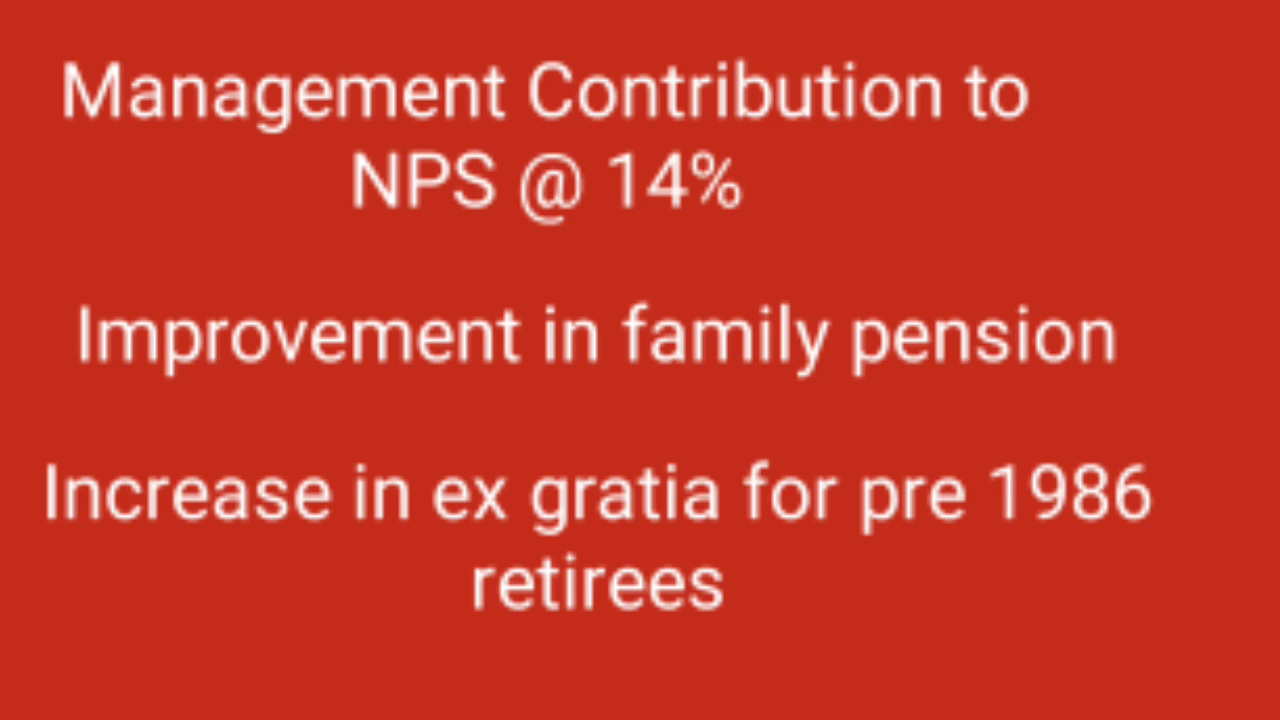 Management Contribution to
NPS @ 14%
Improvement in family pension
Increase in ex gratia for pre 1986
retirees